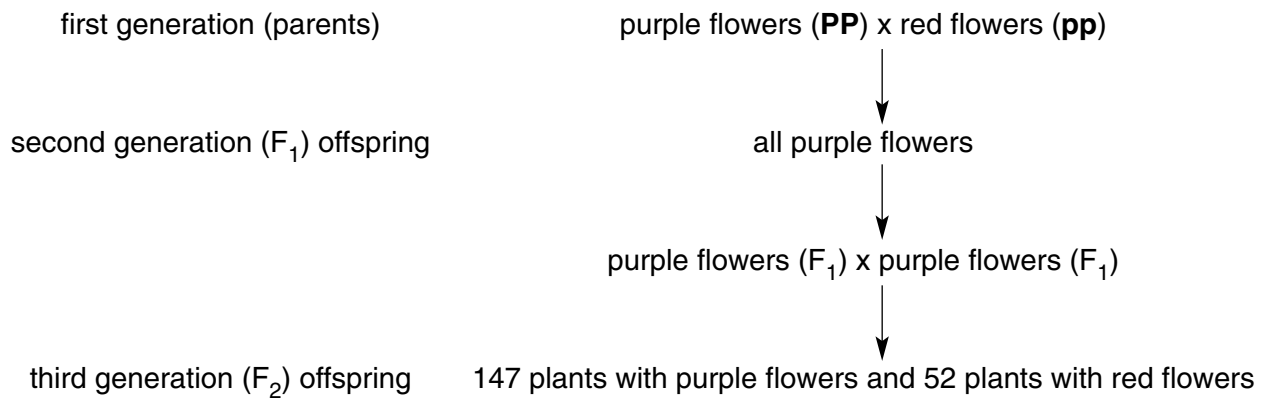 first generation (parents) purple flowers (PP) x red flowers (pp)
second generation (F1) offspring all purple flowers
purple flowers (F1) x purple flowers (F1)
third generation (F2) offspring 147 plants with purple flowers and 52 plants with red flowers